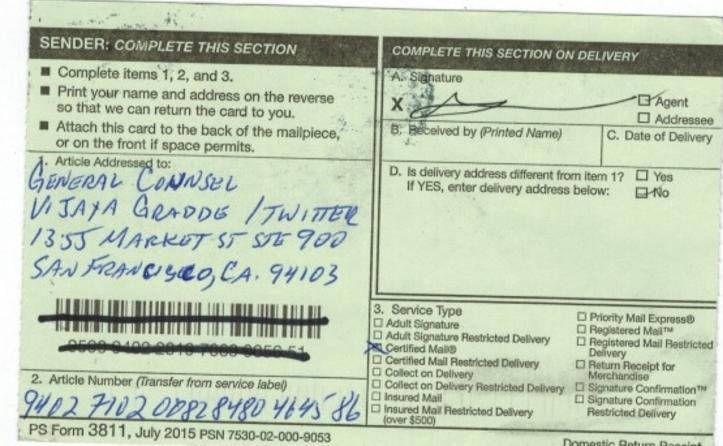 SENDER: COMPLETE THIS SECTION
■ Complete items 1, 2, and 3.
■ Print your name and address on the reverse
so that we can return the card to you.
■ Attach this card to the back of the mailpiece,
or on the front if space permits.
1. Article Addressed to:
GENERAL COUNSEL
VIJAYA GRADDE / TWITTER
1355 MARKET ST STE 900
SAN FRANCISCO, CA. 94103
2. Article Number (Transfer from service label)
9402 7102 0082 8480 4645 86
COMPLETE THIS SECTION ON DELIVERY
A. Signature
X
☐ Agent
☐ Addressee
B. Received by (Printed Name)
C. Date of Delivery
D. Is delivery address different from item 1? ☐ Yes
If YES, enter delivery address below: ☐ No
3. Service Type
☐ Adult Signature
☐ Adult Signature Restricted Delivery
☒ Certified Mail®
☐ Certified Mail Restricted Delivery
☐ Collect on Delivery
☐ Collect on Delivery Restricted Delivery
☐ Insured Mail
☐ Insured Mail Restricted Delivery
(over $500)
☐ Priority Mail Express®
☐ Registered Mail™
☐ Registered Mail Restricted
Delivery
☐ Return Receipt for
Merchandise
☐ Signature Confirmation™
☐ Signature Confirmation
Restricted Delivery
PS Form 3811, July 2015 PSN 7530-02-000-9053
Domestic Return Receipt